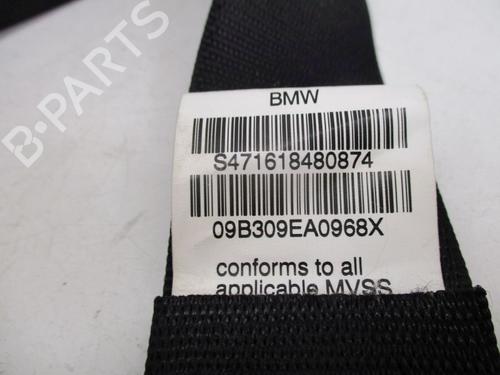 B-PARTS
BMW
S471618480874
09B309EA0968X
conforms to all
applicable MVSS